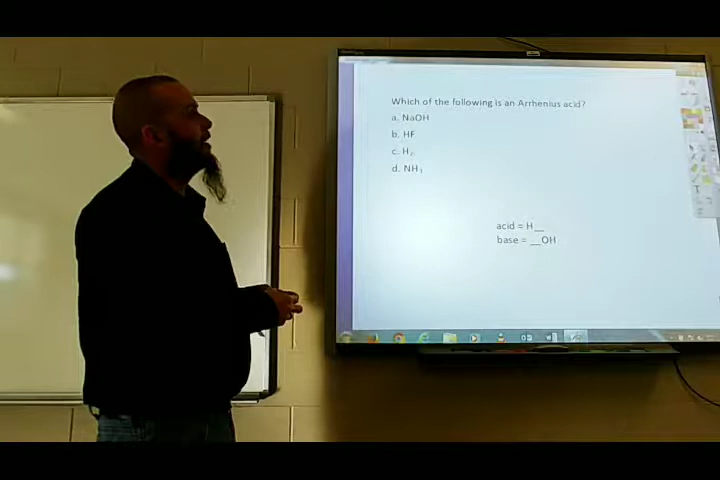 Which of the following is an Arrhenius acid?
a. NaOH
b. HF
c. H₂
d. NH₃
acid = H__
base = __OH